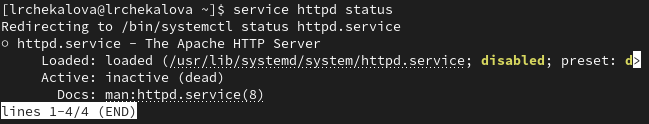 [lrchekalova@lrchekalova ~]$ service httpd status
Redirecting to /bin/systemctl status httpd.service
○ httpd.service - The Apache HTTP Server
Loaded: loaded (/usr/lib/systemd/system/httpd.service; disabled; preset: d>
Active: inactive (dead)
Docs: man:httpd.service(8)
lines 1-4/4 (END)